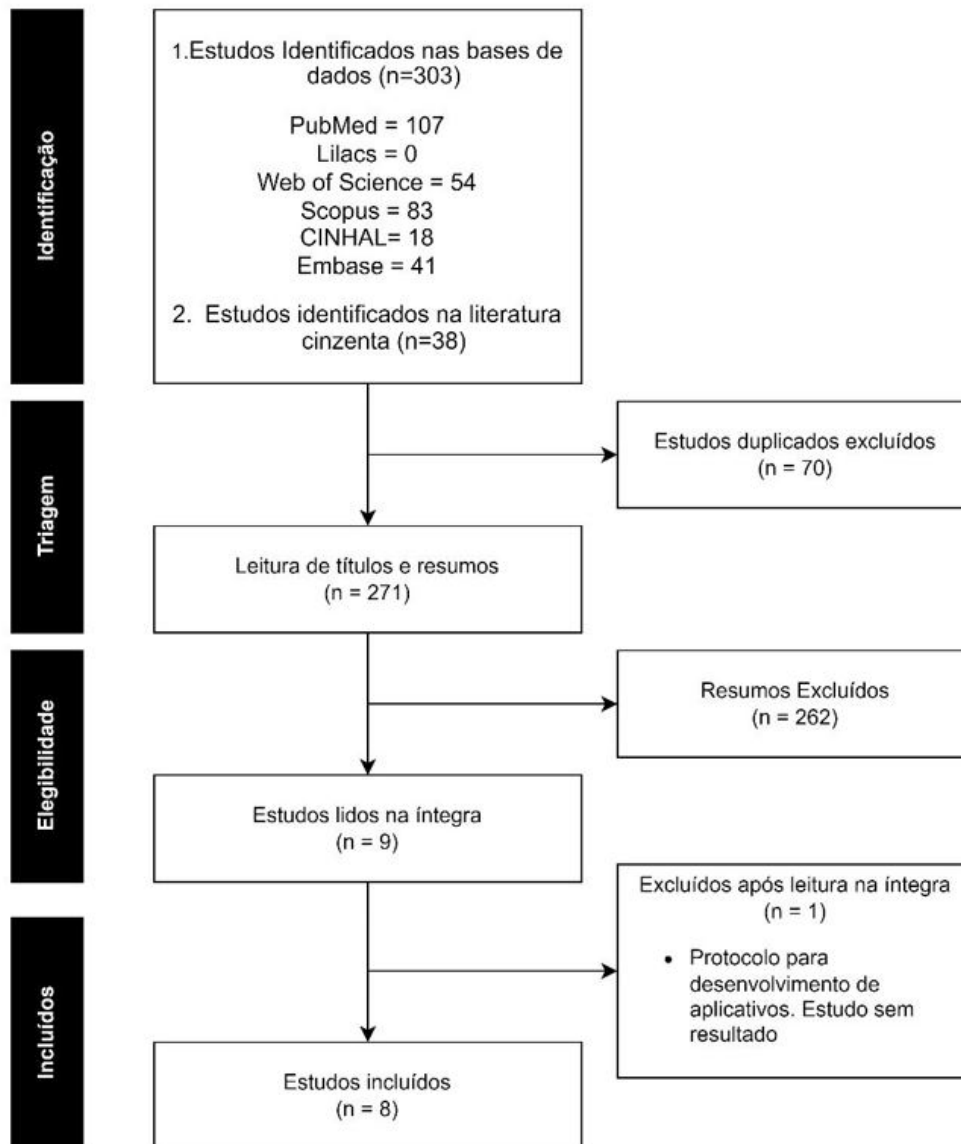 Identificação
1.Estudos Identificados nas bases de
dados (n=303)
PubMed = 107
Lilacs = 0
Web of Science = 54
Scopus = 83
CINHAL= 18
Embase = 41
2. Estudos identificados na literatura
cinzenta (n=38)
Triagem
Estudos duplicados excluídos
(n = 70)
Leitura de títulos e resumos
(n = 271)
Elegibilidade
Resumos Excluídos
(n = 262)
Estudos lidos na íntegra
(n = 9)
Excluídos após leitura na íntegra
(n = 1)
• Protocolo para
desenvolvimento de
aplicativos. Estudo sem
resultado
Incluídos
Estudos incluídos
(n = 8)